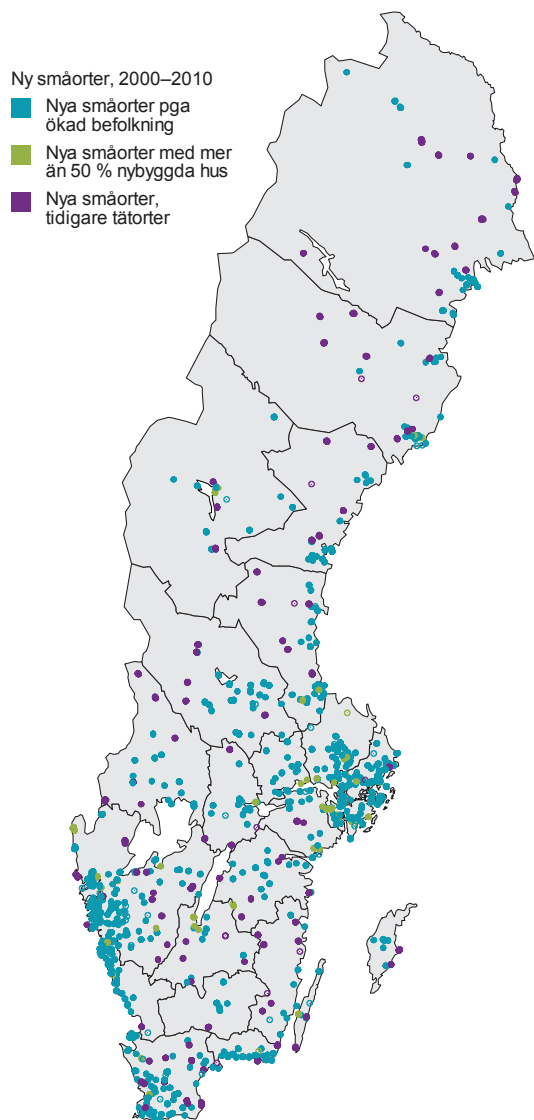 Ny småorter, 2000–2010
Nya småorter pga
ökad befolkning
Nya småorter med mer
än 50 % nybyggda hus
Nya småorter,
tidigare tätorter